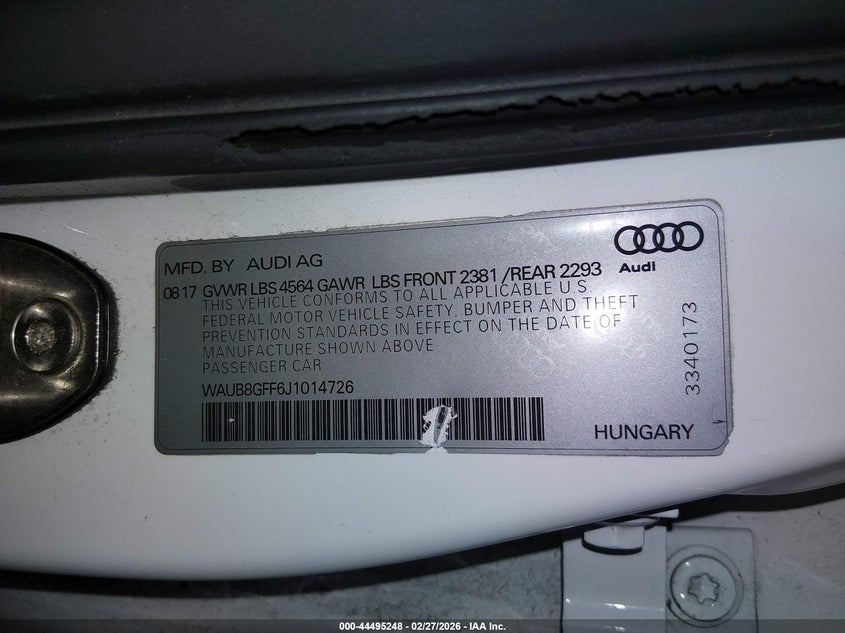 MFD. BY AUDI AG
08 17 GVWR LBS 4564 GAWR LBS FRONT 2381 /REAR 2293
THIS VEHICLE CONFORMS TO ALL APPLICABLE U.S
FEDERAL MOTOR VEHICLE SAFETY, BUMPER AND THEFT
PREVENTION STANDARDS IN EFFECT ON THE DATE OF
MANUFACTURE SHOWN ABOVE
PASSENGER CAR
WAUB8GFF6J1014726
Audi
3340173
HUNGARY
000-44495248 - 02/27/2026 - IAA Inc.